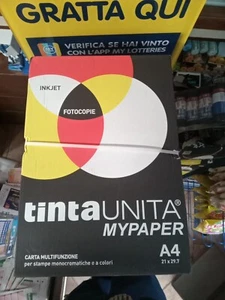 GRATTA QUI
VERIFICA SE HAI VINTO
CON L'APP MY LOTTERIES
INKJET
FOTOCOPIE
tintaUNITA®
MYPAPER
A4
21 x 29,7
CARTA MULTIFUNZIONE
per stampe monocromatiche o a colori